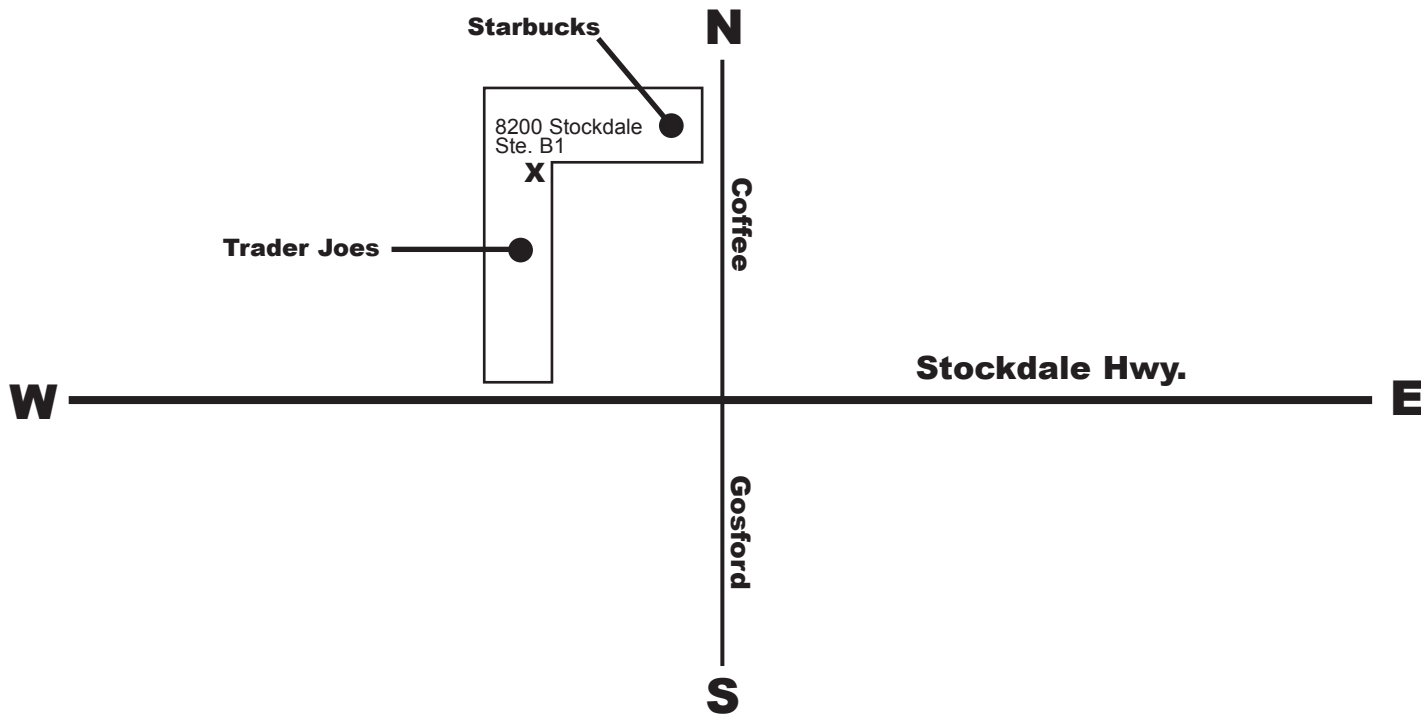 Starbucks
N
8200 Stockdale
Ste. B1
X
Coffee
Trader Joes
Stockdale Hwy.
W
E
Gosford
S